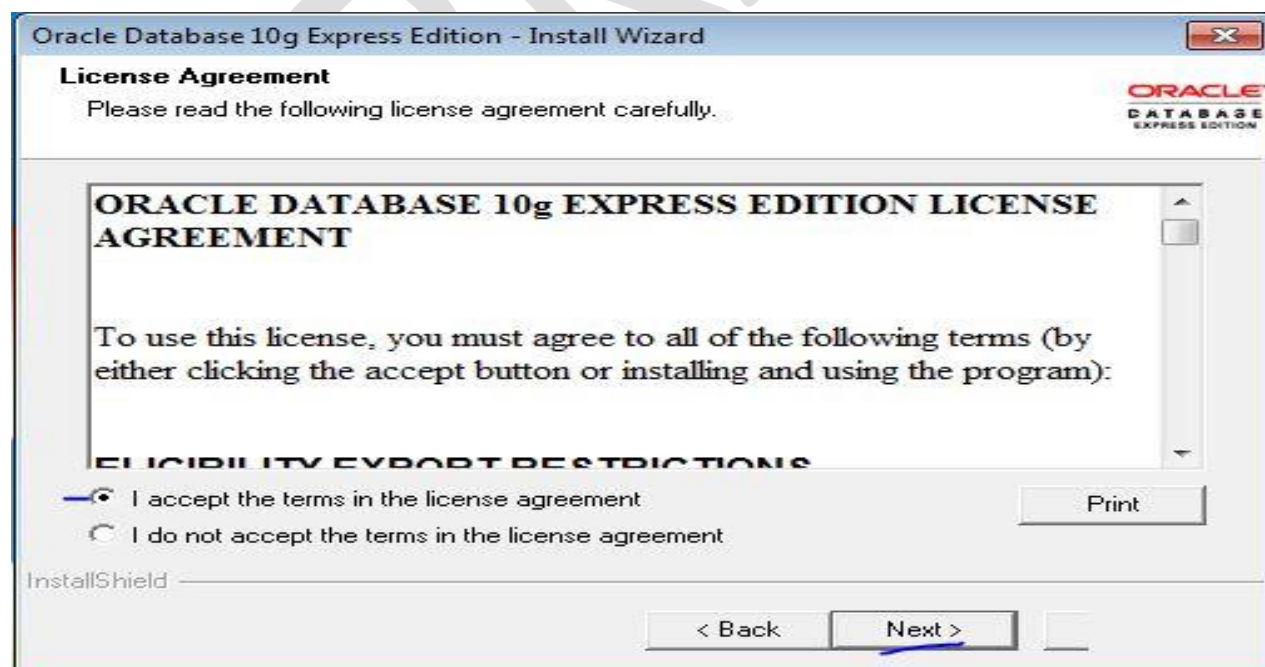 Oracle Database 10g Express Edition - Install Wizard
License Agreement
Please read the following license agreement carefully.
ORACLE
DATABASE
EXPRESS EDITION
ORACLE DATABASE 10g EXPRESS EDITION LICENSE
AGREEMENT
To use this license, you must agree to all of the following terms (by
either clicking the accept button or installing and using the program):
ELIGIBILITY EXPORT RESTRICTIONS
I accept the terms in the license agreement
Print
I do not accept the terms in the license agreement
InstallShield
< Back
Next >